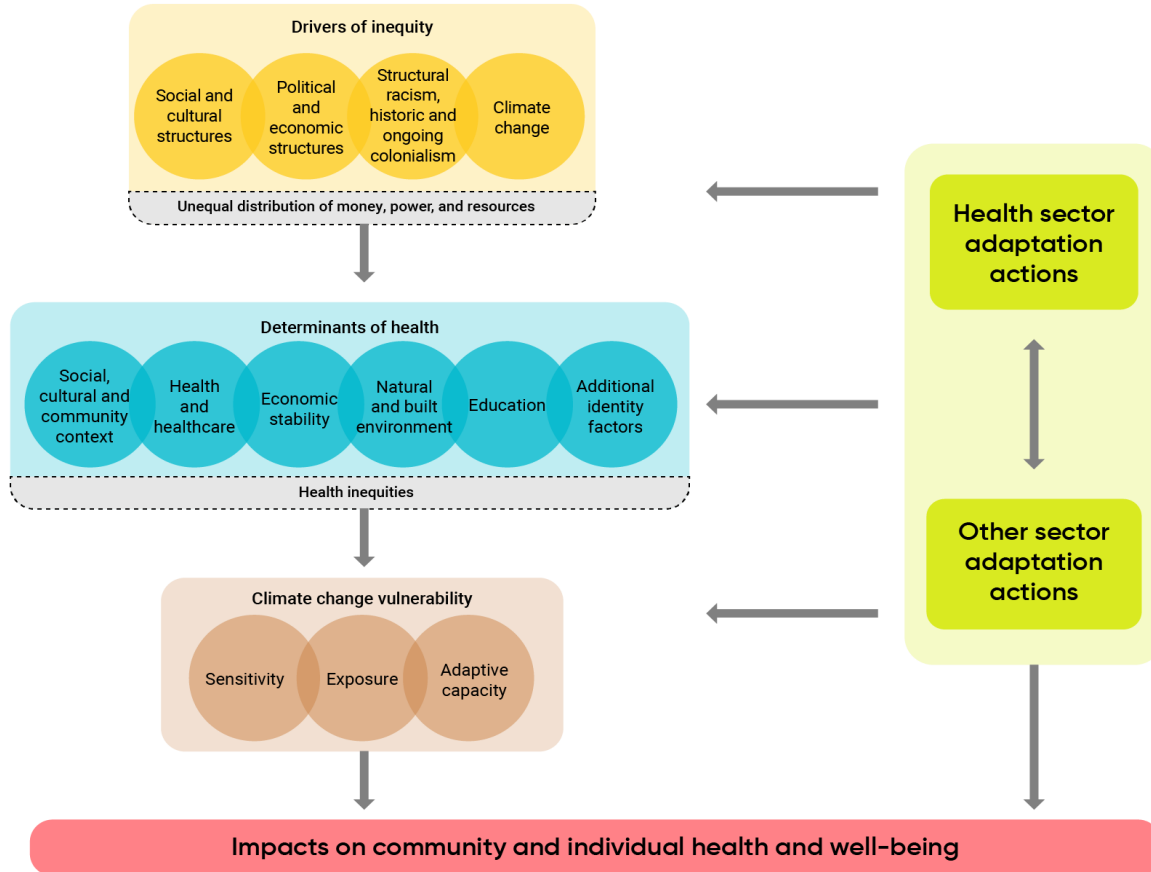 Drivers of inequity
Social and
cultural
structures
Political
and
economic
structures
Structural
racism,
historic and
ongoing
colonialism
Climate
change
Unequal distribution of money, power, and resources
Determinants of health
Social,
cultural and
community
context
Health
and
healthcare
Economic
stability
Natural
and built
environment
Education
Additional
identity
factors
Health inequities
Climate change vulnerability
Sensitivity
Exposure
Adaptive
capacity
Health sector
adaptation
actions
Other sector
adaptation
actions
Impacts on community and individual health and well-being